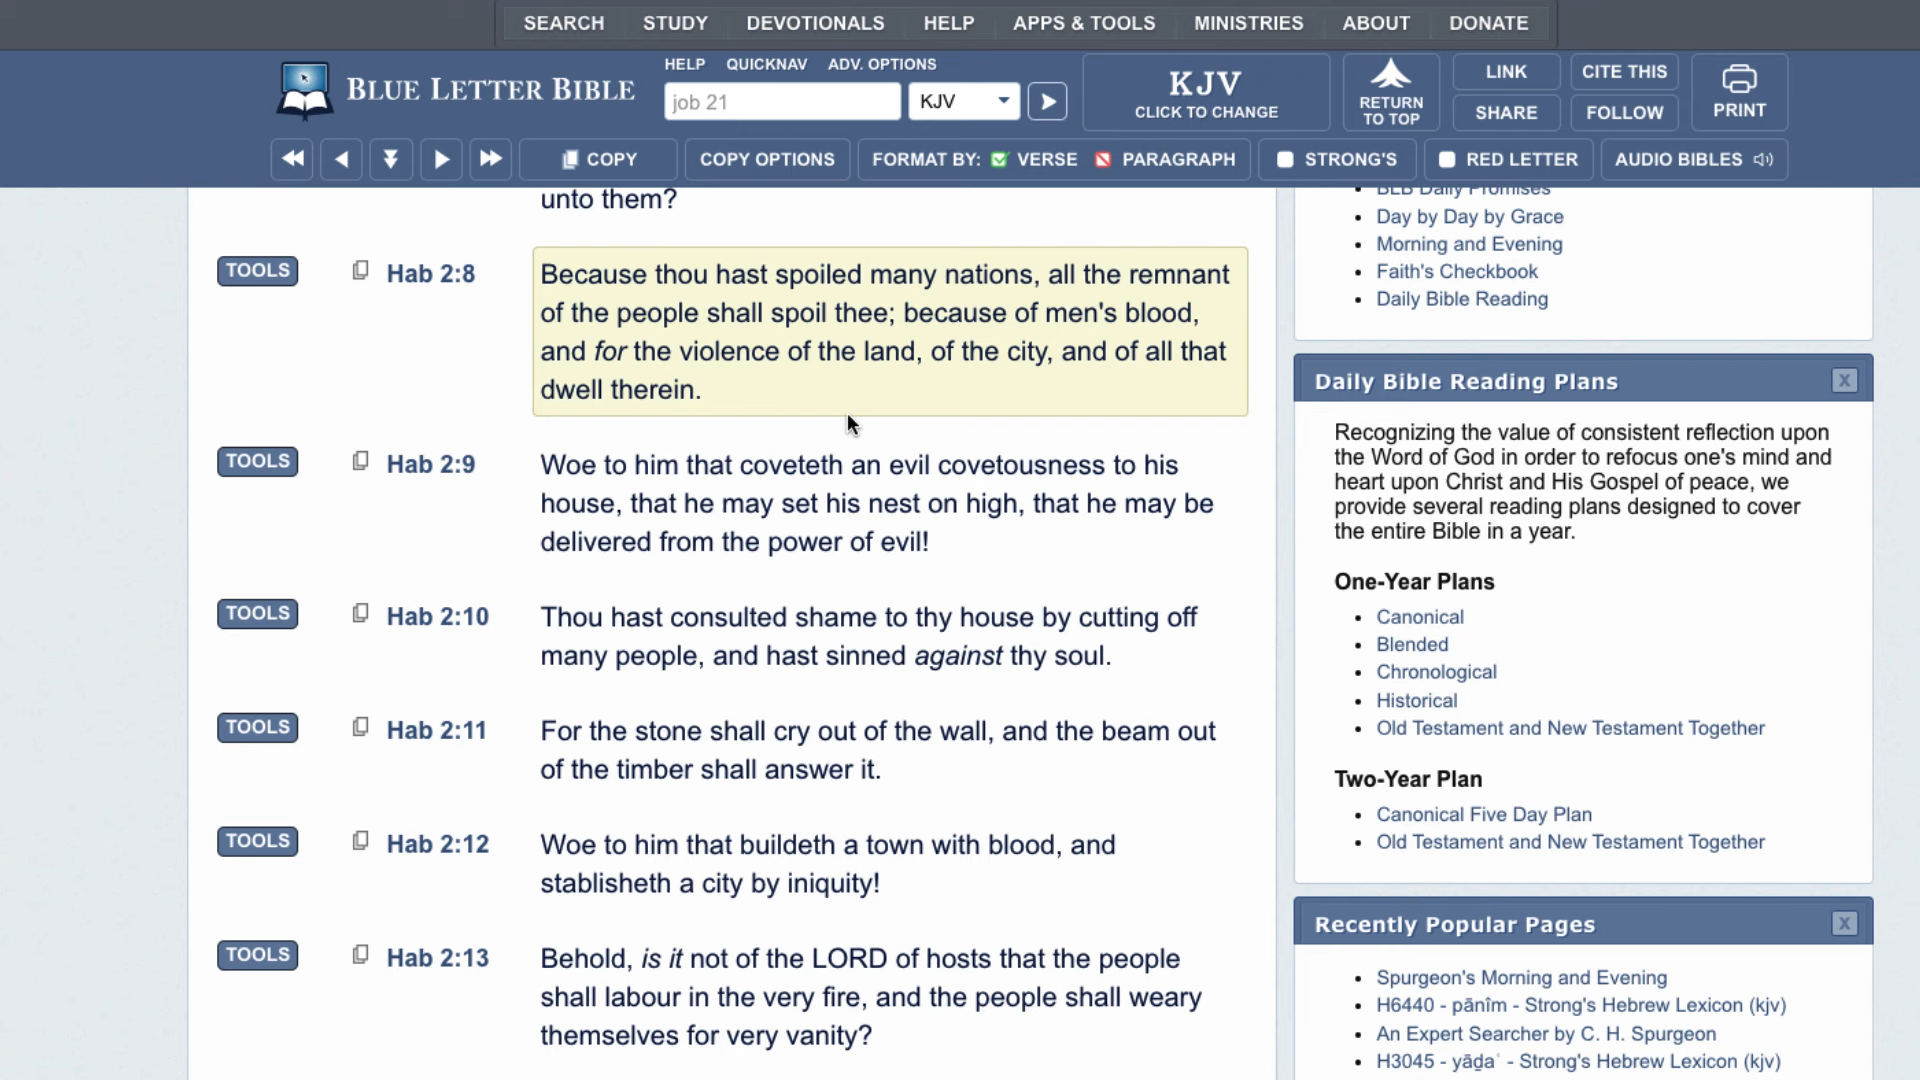 SEARCH STUDY DEVOTIONALS HELP APPS & TOOLS MINISTRIES ABOUT DONATE
BLUE LETTER BIBLE
HELP QUICKNAV ADV. OPTIONS
job 21 KJV
KJV
CLICK TO CHANGE
RETURN
TO TOP
LINK CITE THIS
SHARE FOLLOW
PRINT
COPY COPY OPTIONS FORMAT BY: VERSE PARAGRAPH STRONG'S RED LETTER AUDIO BIBLES
unto them?
TOOLS Hab 2:8 Because thou hast spoiled many nations, all the remnant
of the people shall spoil thee; because of men's blood,
and for the violence of the land, of the city, and of all that
dwell therein.
TOOLS Hab 2:9 Woe to him that coveteth an evil covetousness to his
house, that he may set his nest on high, that he may be
delivered from the power of evil!
TOOLS Hab 2:10 Thou hast consulted shame to thy house by cutting off
many people, and hast sinned against thy soul.
TOOLS Hab 2:11 For the stone shall cry out of the wall, and the beam out
of the timber shall answer it.
TOOLS Hab 2:12 Woe to him that buildeth a town with blood, and
stablisheth a city by iniquity!
TOOLS Hab 2:13 Behold, is it not of the LORD of hosts that the people
shall labour in the very fire, and the people shall weary
themselves for very vanity?
BLB Daily Promises
Day by Day by Grace
Morning and Evening
Faith's Checkbook
Daily Bible Reading
Daily Bible Reading Plans X
Recognizing the value of consistent reflection upon
the Word of God in order to refocus one's mind and
heart upon Christ and His Gospel of peace, we
provide several reading plans designed to cover
the entire Bible in a year.
One-Year Plans
Canonical
Blended
Chronological
Historical
Old Testament and New Testament Together
Two-Year Plan
Canonical Five Day Plan
Old Testament and New Testament Together
Recently Popular Pages X
Spurgeon's Morning and Evening
H6440 - pānîm - Strong's Hebrew Lexicon (kjv)
An Expert Searcher by C. H. Spurgeon
H3045 - yāḏaʿ - Strong's Hebrew Lexicon (kjv)